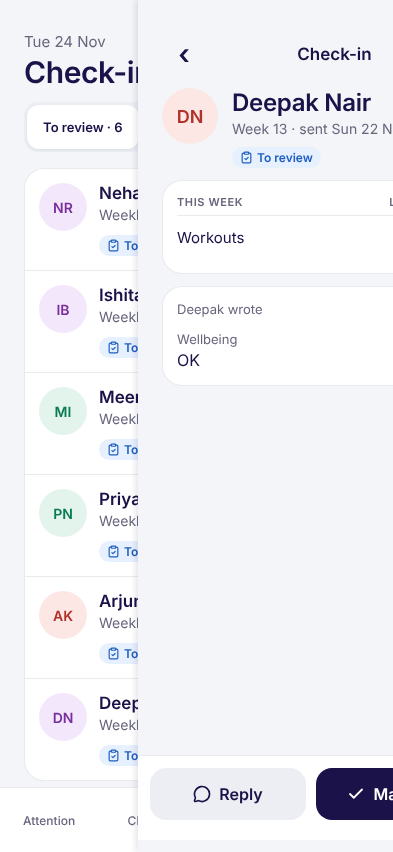 Tue 24 Nov
Check-i
To review · 6
NR
Neha
Weekl
To
IB
Ishita
Weekl
To
MI
Meer
Weekl
To
PN
Priya
Weekl
To
AK
Arjur
Weekl
To
DN
Deep
Weekl
To
Attention
‹
Check-in
DN
Deepak Nair
Week 13 · sent Sun 22 N
To review
THIS WEEK
Workouts
Deepak wrote
Wellbeing
OK
Reply
Ma